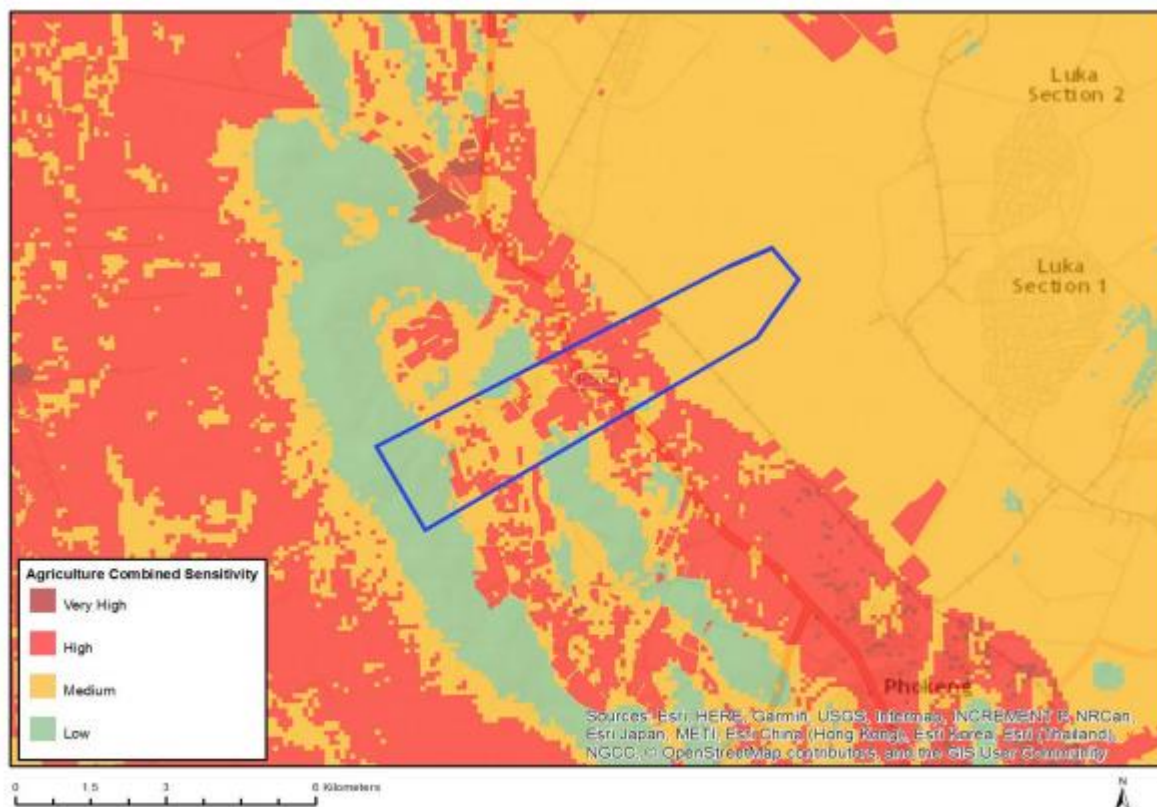 Luka
Section 2
Luka
Section 1
Agriculture Combined Sensitivity
Very High
High
Medium
Low
Phokeng
Sources: Esri, HERE, Garmin, USGS, Intermap, INCREMENT P, NRCan,
Esri Japan, METI, Esri China (Hong Kong), Esri Korea, Esri (Thailand),
NGCC, © OpenStreetMap contributors, and the GIS User Community
0 1.5 3 6 Kilometers
N